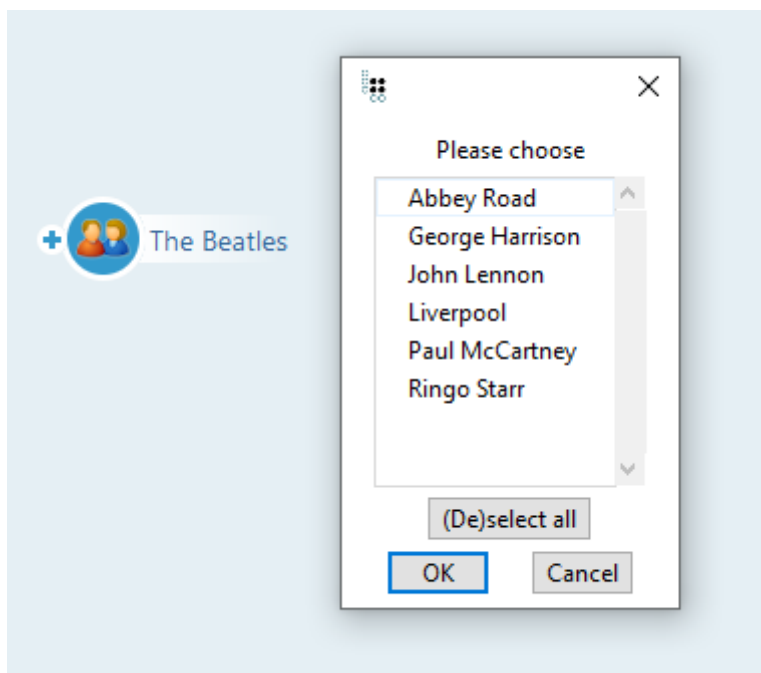 The Beatles
Please choose
Abbey Road
George Harrison
John Lennon
Liverpool
Paul McCartney
Ringo Starr
(De)select all
OK
Cancel